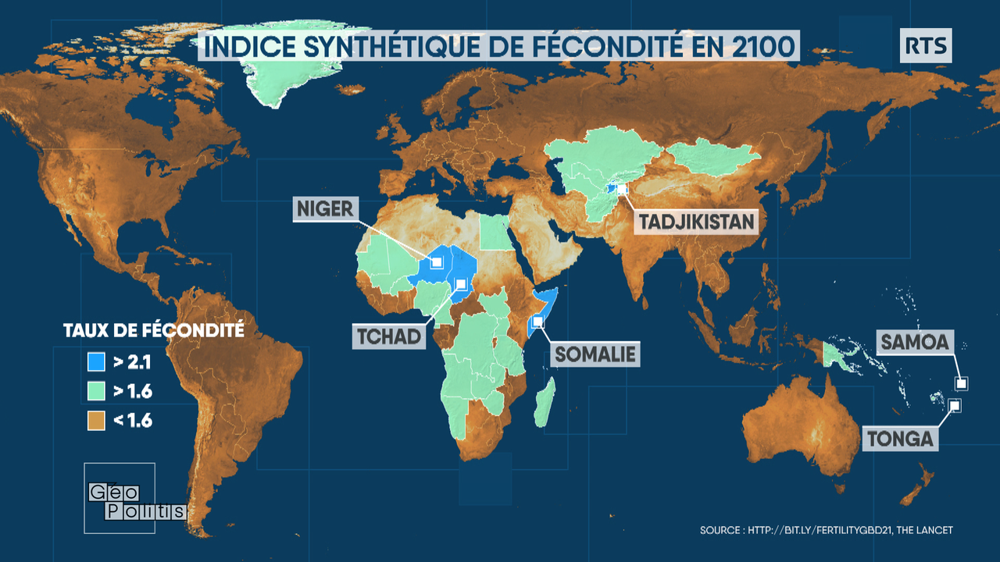 INDICE SYNTHÉTIQUE DE FÉCONDITÉ EN 2100
RTS
NIGER
TADJIKISTAN
TCHAD
SOMALIE
SAMOA
TONGA
TAUX DE FÉCONDITÉ
> 2.1
> 1.6
< 1.6
Géo
Politis
SOURCE : HTTP://BIT.LY/FERTILITYGBD21, THE LANCET